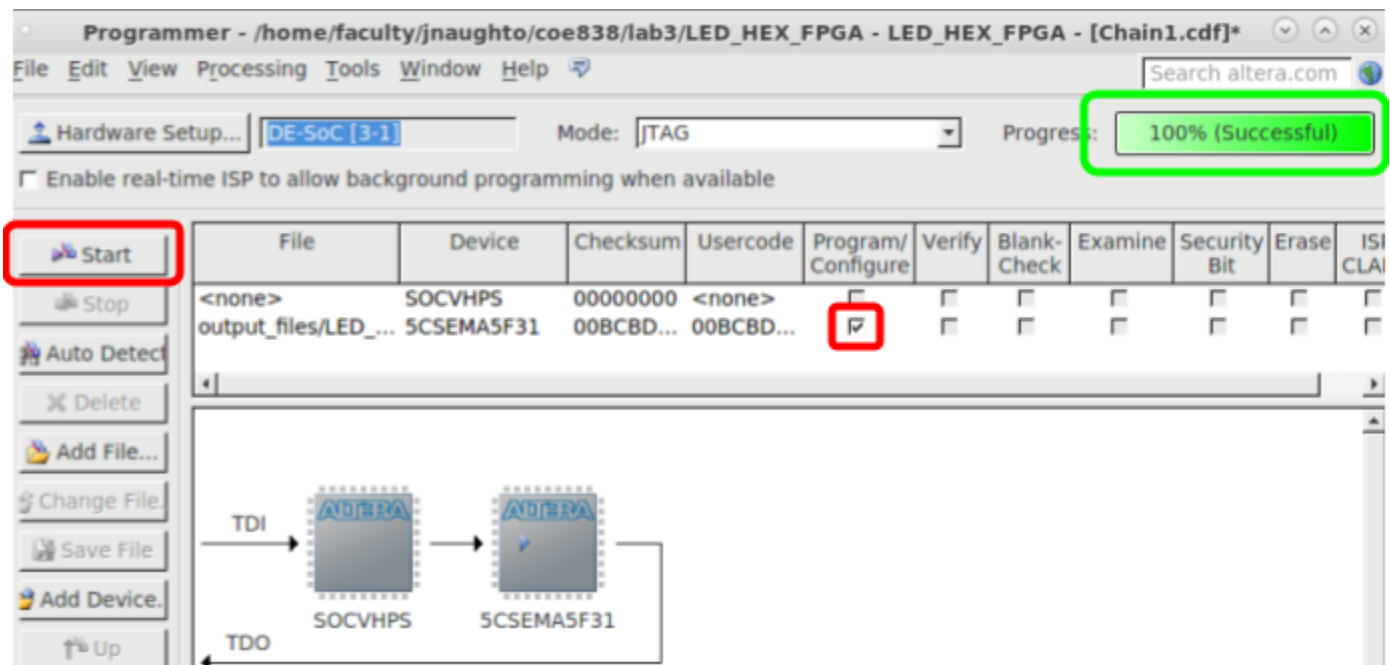 Programmer - /home/faculty/jnaughto/coe838/lab3/LED_HEX_FPGA - LED_HEX_FPGA - [Chain1.cdf]*
File Edit View Processing Tools Window Help
Search altera.com
Hardware Setup... DE-SoC [3-1] Mode: JTAG Progress: 100% (Successful)
Enable real-time ISP to allow background programming when available
Start
Stop
Auto Detect
Delete
Add File...
Change File.
Save File
Add Device.
Up
File Device Checksum Usercode Program/ Verify Blank- Examine Security Erase ISP
Configure Check Bit CLAM
<none> SOCVHPS 00000000 <none>
output_files/LED_... 5CSEMA5F31 00BCBD... 00BCBD...
TDI
ALTERA ALTERA
SOCVHPS 5CSEMA5F31
TDO